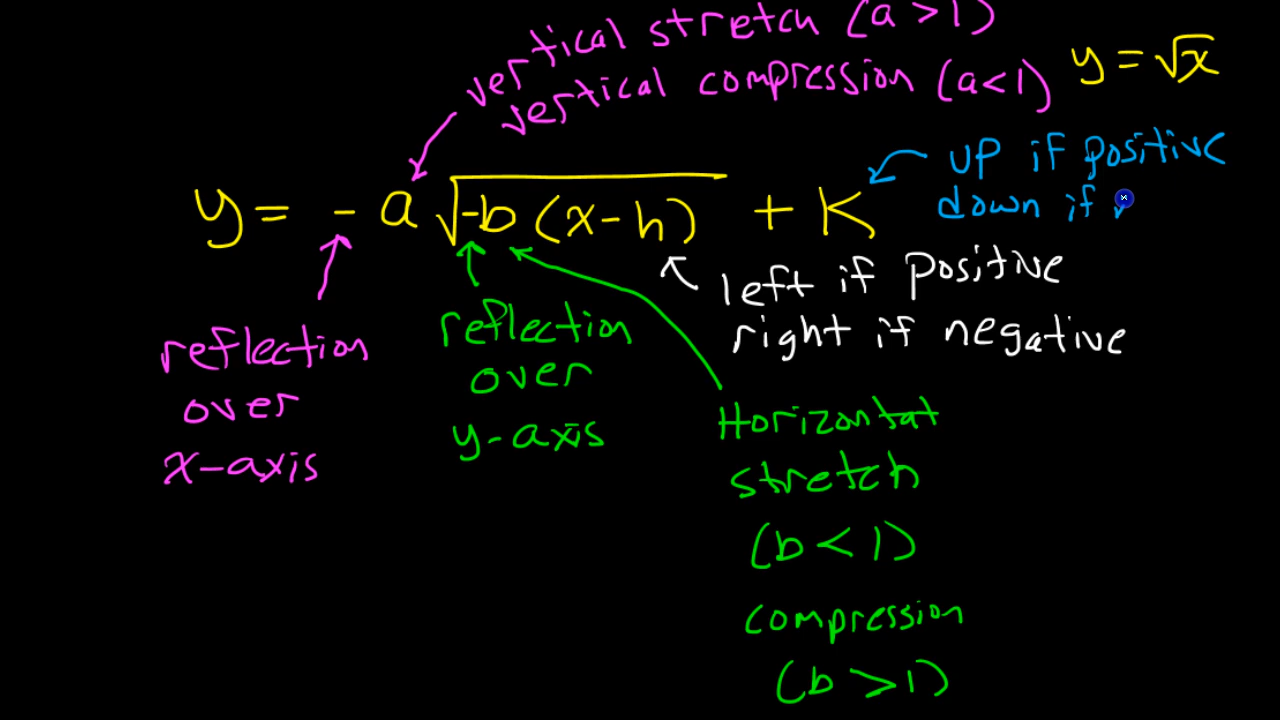 vertical stretch (a > 1)
vertical compression (a < 1)
y = √x
y = - a √-b (x - h) + K
up if positive
down if
left if positive
right if negative
reflection
over
x-axis
reflection
over
y-axis
Horizontal
stretch
(b < 1)
compression
(b > 1)